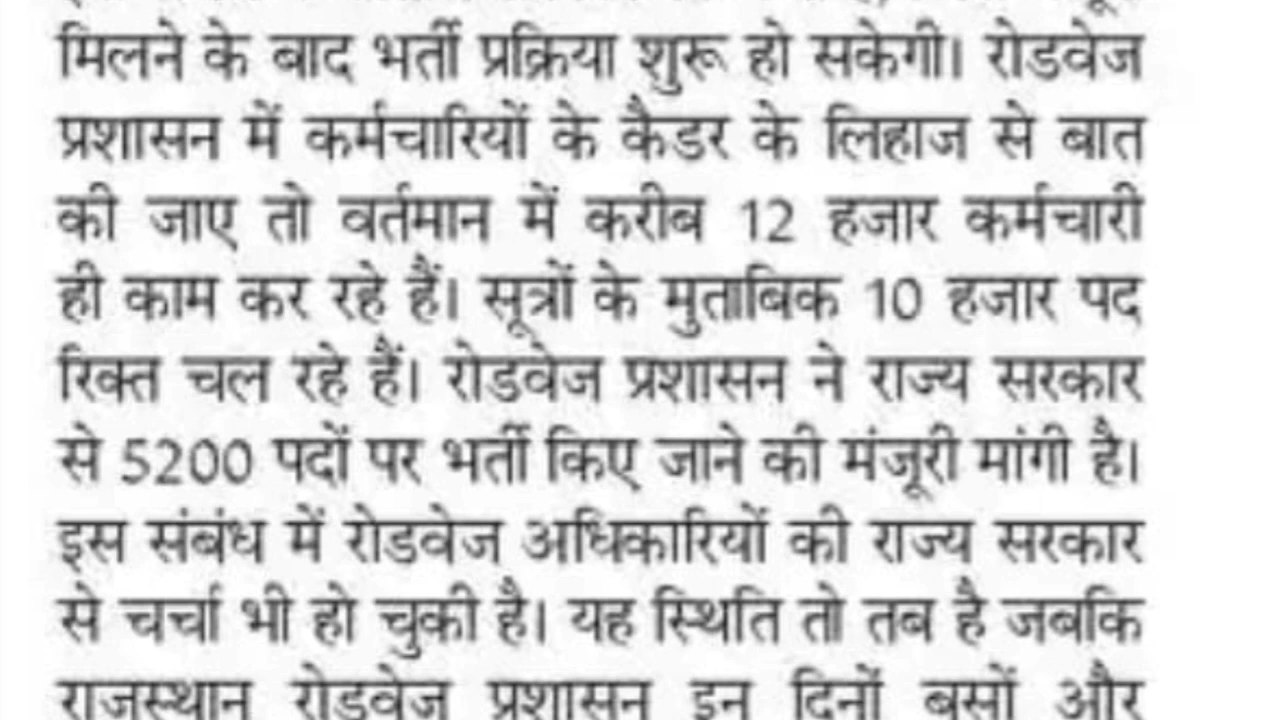 मिलने के बाद भर्ती प्रक्रिया शुरू हो सकेगी। रोडवेज
प्रशासन में कर्मचारियों के कैडर के लिहाज से बात
की जाए तो वर्तमान में करीब 12 हजार कर्मचारी
ही काम कर रहे हैं। सूत्रों के मुताबिक 10 हजार पद
रिक्त चल रहे हैं। रोडवेज प्रशासन ने राज्य सरकार
से 5200 पदों पर भर्ती किए जाने की मंजूरी मांगी है।
इस संबंध में रोडवेज अधिकारियों की राज्य सरकार
से चर्चा भी हो चुकी है। यह स्थिति तो तब है जबकि
राजस्थान रोडवेज प्रशासन इन दिनों बसों और